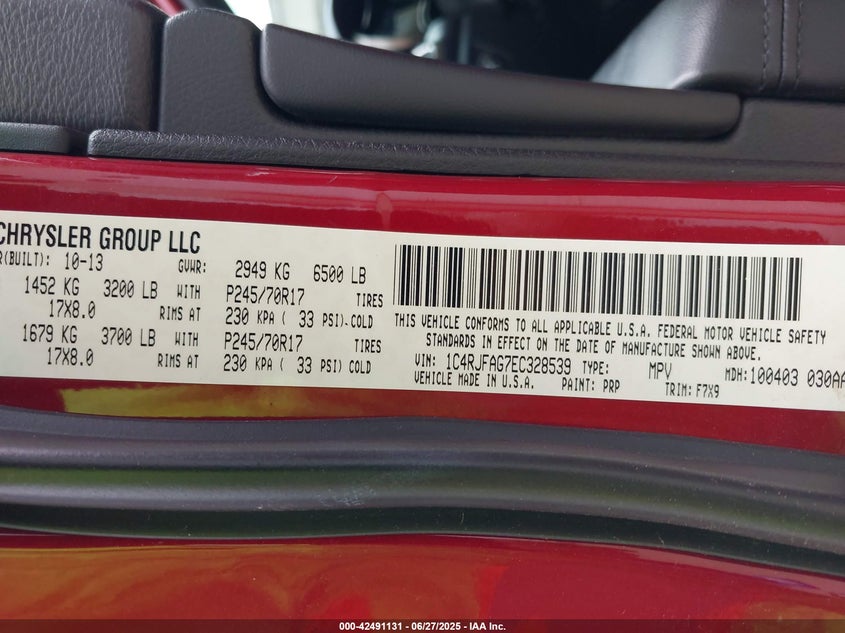 CHRYSLER GROUP LLC
R(BUILT): 10-13 GVWR: 2949 KG 6500 LB
1452 KG 3200 LB WITH P245/70R17 TIRES
17X8.0 RIMS AT 230 KPA ( 33 PSI) COLD
1679 KG 3700 LB WITH P245/70R17 TIRES
17X8.0 RIMS AT 230 KPA ( 33 PSI) COLD
THIS VEHICLE CONFORMS TO ALL APPLICABLE U.S.A. FEDERAL MOTOR VEHICLE SAFETY
STANDARDS IN EFFECT ON THE DATE OF MANUFACTURE SHOWN ABOVE.
VIN: 1C4RJFAG7EC328539 TYPE: MPV MDH: 100403 030AA
VEHICLE MADE IN U.S.A. PAINT: PRP TRIM: F7X9
000-42491131 - 06/27/2025 - IAA Inc.